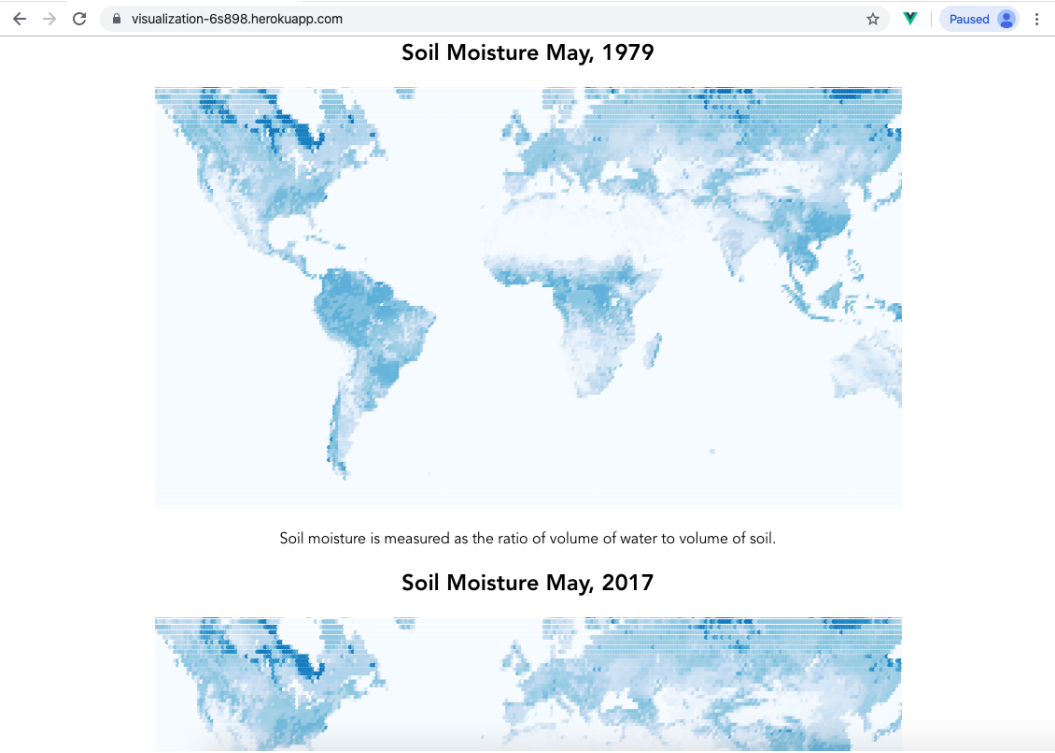 visualization-6s898.herokuapp.com
Paused
Soil Moisture May, 1979
Soil moisture is measured as the ratio of volume of water to volume of soil.
Soil Moisture May, 2017